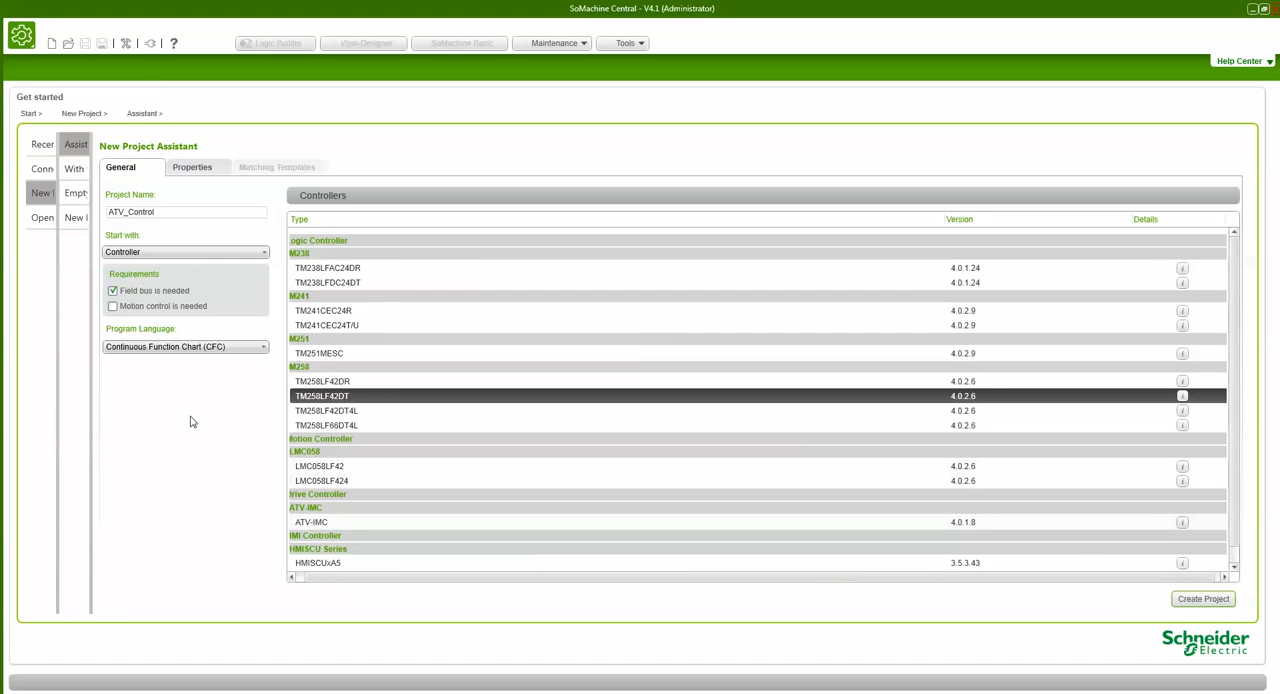 SoMachine Central - V4.1 (Administrator)
Logic Builder
Vijeo-Designer
SoMachine Basic
Maintenance
Tools
Help Center
Get started
Start >
New Project >
Assistant >
Recer
Conn
New I
Open
Assist
With
Empty
New I
New Project Assistant
General
Properties
Matching Templates
Project Name:
ATV_Control
Start with:
Controller
Requirements
Field bus is needed
Motion control is needed
Program Language:
Continuous Function Chart (CFC)
Controllers
Type Version Details
ogic Controller
M238
TM238LFAC24DR 4.0.1.24
TM238LFDC24DT 4.0.1.24
M241
TM241CEC24R 4.0.2.9
TM241CEC24T/U 4.0.2.9
M251
TM251MESC 4.0.2.9
M258
TM258LF42DR 4.0.2.6
TM258LF42DT 4.0.2.6
TM258LF42DT4L 4.0.2.6
TM258LF66DT4L 4.0.2.6
Motion Controller
LMC058
LMC058LF42 4.0.2.6
LMC058LF424 4.0.2.6
Drive Controller
ATV-IMC
ATV-IMC 4.0.1.8
HMI Controller
HMISCU Series
HMISCUxA5 3.5.3.43
Create Project
Schneider
Electric